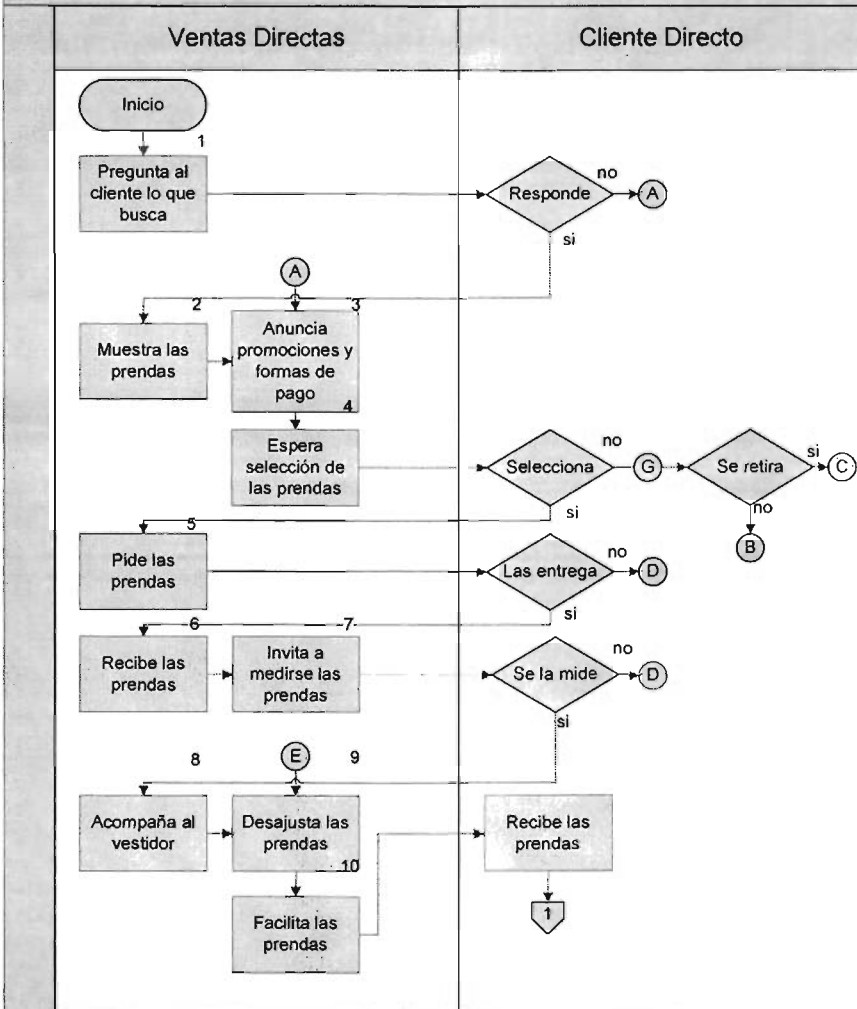 Ventas Directas
Cliente Directo
Inicio
1
Pregunta al
cliente lo que
busca
Responde
no
A
si
A
2
3
Muestra las
prendas
Anuncia
promociones y
formas de
pago
4
Espera
selección de
las prendas
Selecciona
no
G
Se retira
si
C
si
no
B
5
Pide las
prendas
Las entrega
no
D
si
6
7
Recibe las
prendas
Invita a
medirse las
prendas
Se la mide
no
D
si
8
E
9
Acompaña al
vestidor
Desajusta las
prendas
Recibe las
prendas
10
Facilita las
prendas
1